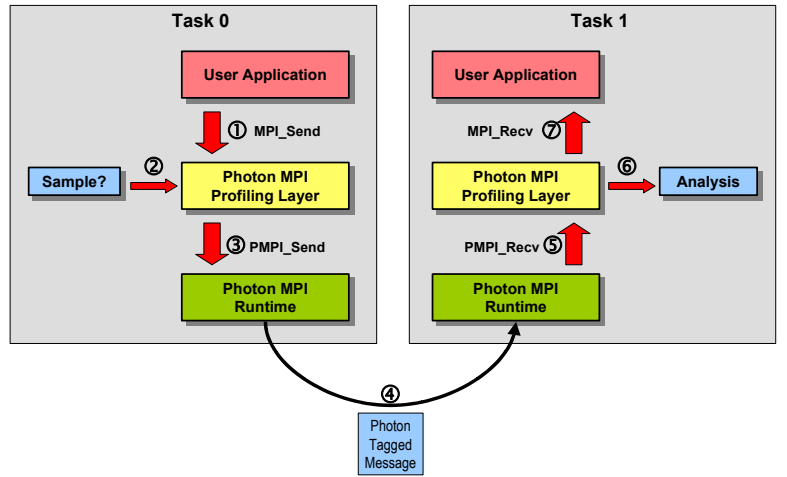 Task 0
User Application
① MPI_Send
②
Sample?
Photon MPI
Profiling Layer
③ PMPI_Send
Photon MPI
Runtime
Task 1
User Application
MPI_Recv ⑦
Photon MPI
Profiling Layer
⑥
Analysis
PMPI_Recv ⑤
Photon MPI
Runtime
④
Photon
Tagged
Message